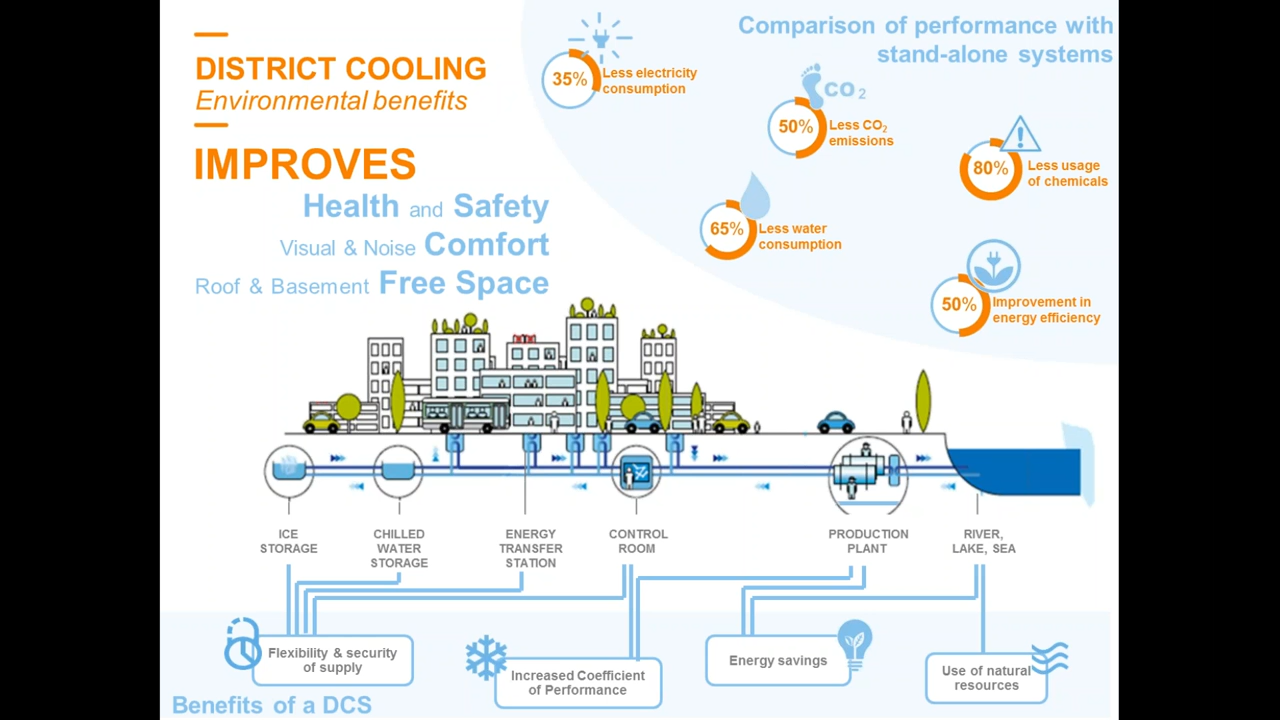 DISTRICT COOLING
Environmental benefits
IMPROVES
Health and Safety
Visual & Noise Comfort
Roof & Basement Free Space
Comparison of performance with
stand-alone systems
35%
Less electricity
consumption
CO2
50%
Less CO2
emissions
80%
Less usage
of chemicals
65%
Less water
consumption
50%
Improvement in
energy efficiency
ICE
STORAGE
CHILLED
WATER
STORAGE
ENERGY
TRANSFER
STATION
CONTROL
ROOM
PRODUCTION
PLANT
RIVER,
LAKE, SEA
Flexibility & security
of supply
Increased Coefficient
of Performance
Energy savings
Use of natural
resources
Benefits of a DCS